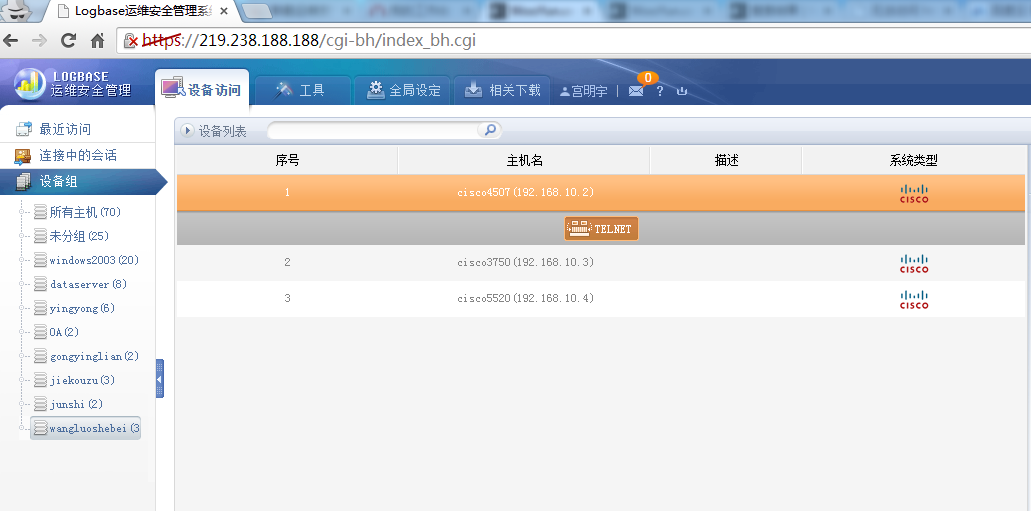 Logbase运维安全管理系统
https://219.238.188.188/cgi-bh/index_bh.cgi
LOGBASE
运维安全管理
设备访问
工具
全局设定
相关下载
宫明宇
|
0
?
最近访问
连接中的会话
设备组
所有主机(70)
未分组(25)
windows2003(20)
dataserver(8)
yingyong(6)
OA(2)
gongyinglian(2)
jiekouzu(3)
junshi(2)
wangluoshebei(3
设备列表
序号 主机名 描述 系统类型
1 cisco4507(192.168.10.2) CISCO
TELNET
2 cisco3750(192.168.10.3) CISCO
3 cisco5520(192.168.10.4) CISCO